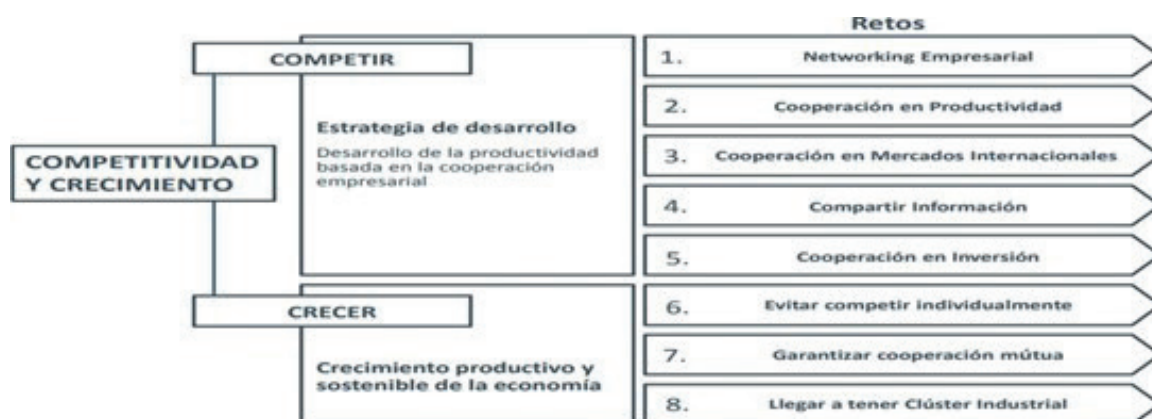 Retos
COMPETITIVIDAD
Y CRECIMIENTO
COMPETIR
Estrategia de desarrollo
Desarrollo de la productividad
basada en la cooperación
empresarial
1. Networking Empresarial
2. Cooperación en Productividad
3. Cooperación en Mercados Internacionales
4. Compartir Información
5. Cooperación en Inversión
CRECER
Crecimiento productivo y
sostenible de la economía
6. Evitar competir individualmente
7. Garantizar cooperación mútua
8. Llegar a tener Clúster Industrial